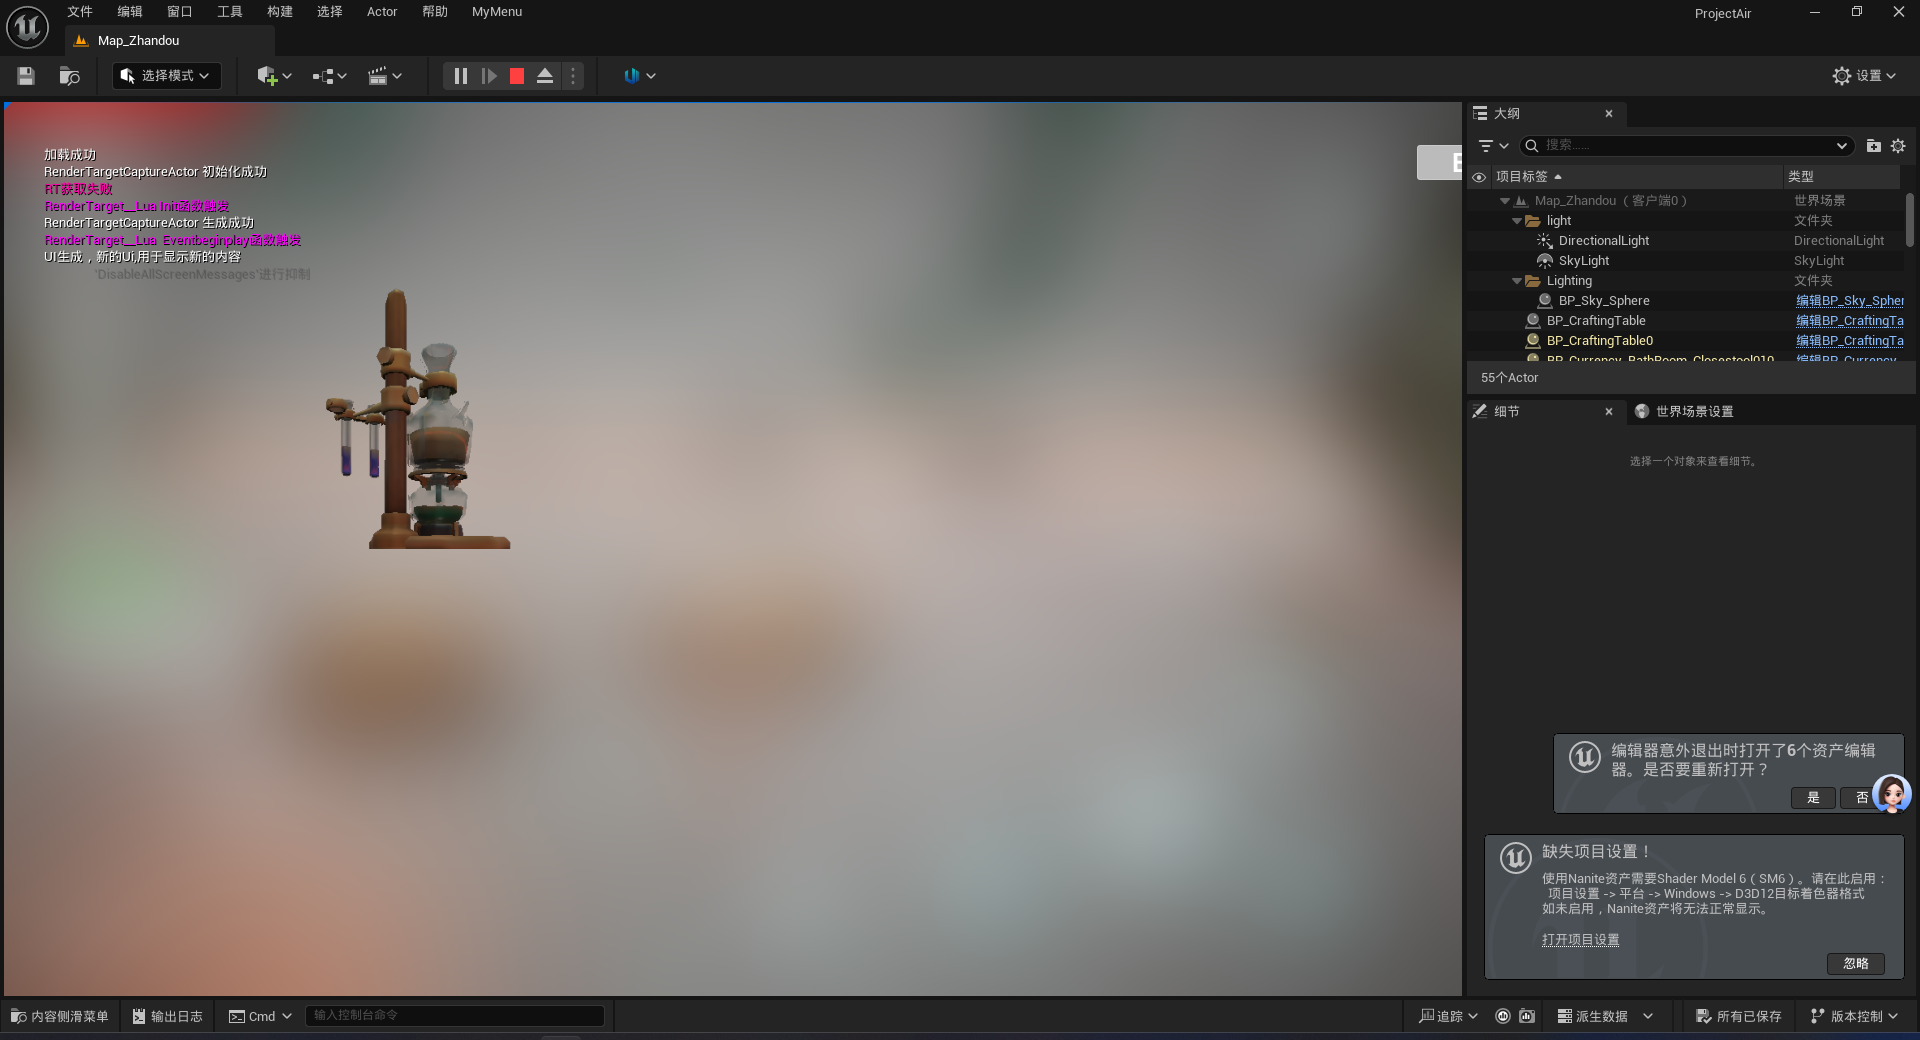 文件 编辑 窗口 工具 构建 选择 Actor 帮助 MyMenu
ProjectAir
Map_Zhandou
选择模式
设置
加载成功
RenderTargetCaptureActor 初始化成功
RT获取失败
RenderTarget__Lua Init函数触发
RenderTargetCaptureActor 生成成功
RenderTarget__Lua Eventbeginplay函数触发
UI生成，新的Ui,用于显示新的内容
'DisableAllScreenMessages'进行抑制
大纲
搜索......
项目标签 类型
Map_Zhandou（客户端0） 世界场景
light 文件夹
DirectionalLight DirectionalLight
SkyLight SkyLight
Lighting 文件夹
BP_Sky_Sphere 编辑BP_Sky_Spher
BP_CraftingTable 编辑BP_CraftingTa
BP_CraftingTable0 编辑BP_CraftingTa
BP_Currency_BathRoom_Closestool010 编辑BP_Currency_
55个Actor
细节 世界场景设置
选择一个对象来查看细节。
编辑器意外退出时打开了6个资产编辑
器。是否要重新打开？
是 否
缺失项目设置！
使用Nanite资产需要Shader Model 6（SM6）。请在此启用：
项目设置 -> 平台 -> Windows -> D3D12目标着色器格式
如未启用，Nanite资产将无法正常显示。
打开项目设置
忽略
内容侧滑菜单 输出日志 Cmd 输入控制台命令 追踪 派生数据 所有已保存 版本控制